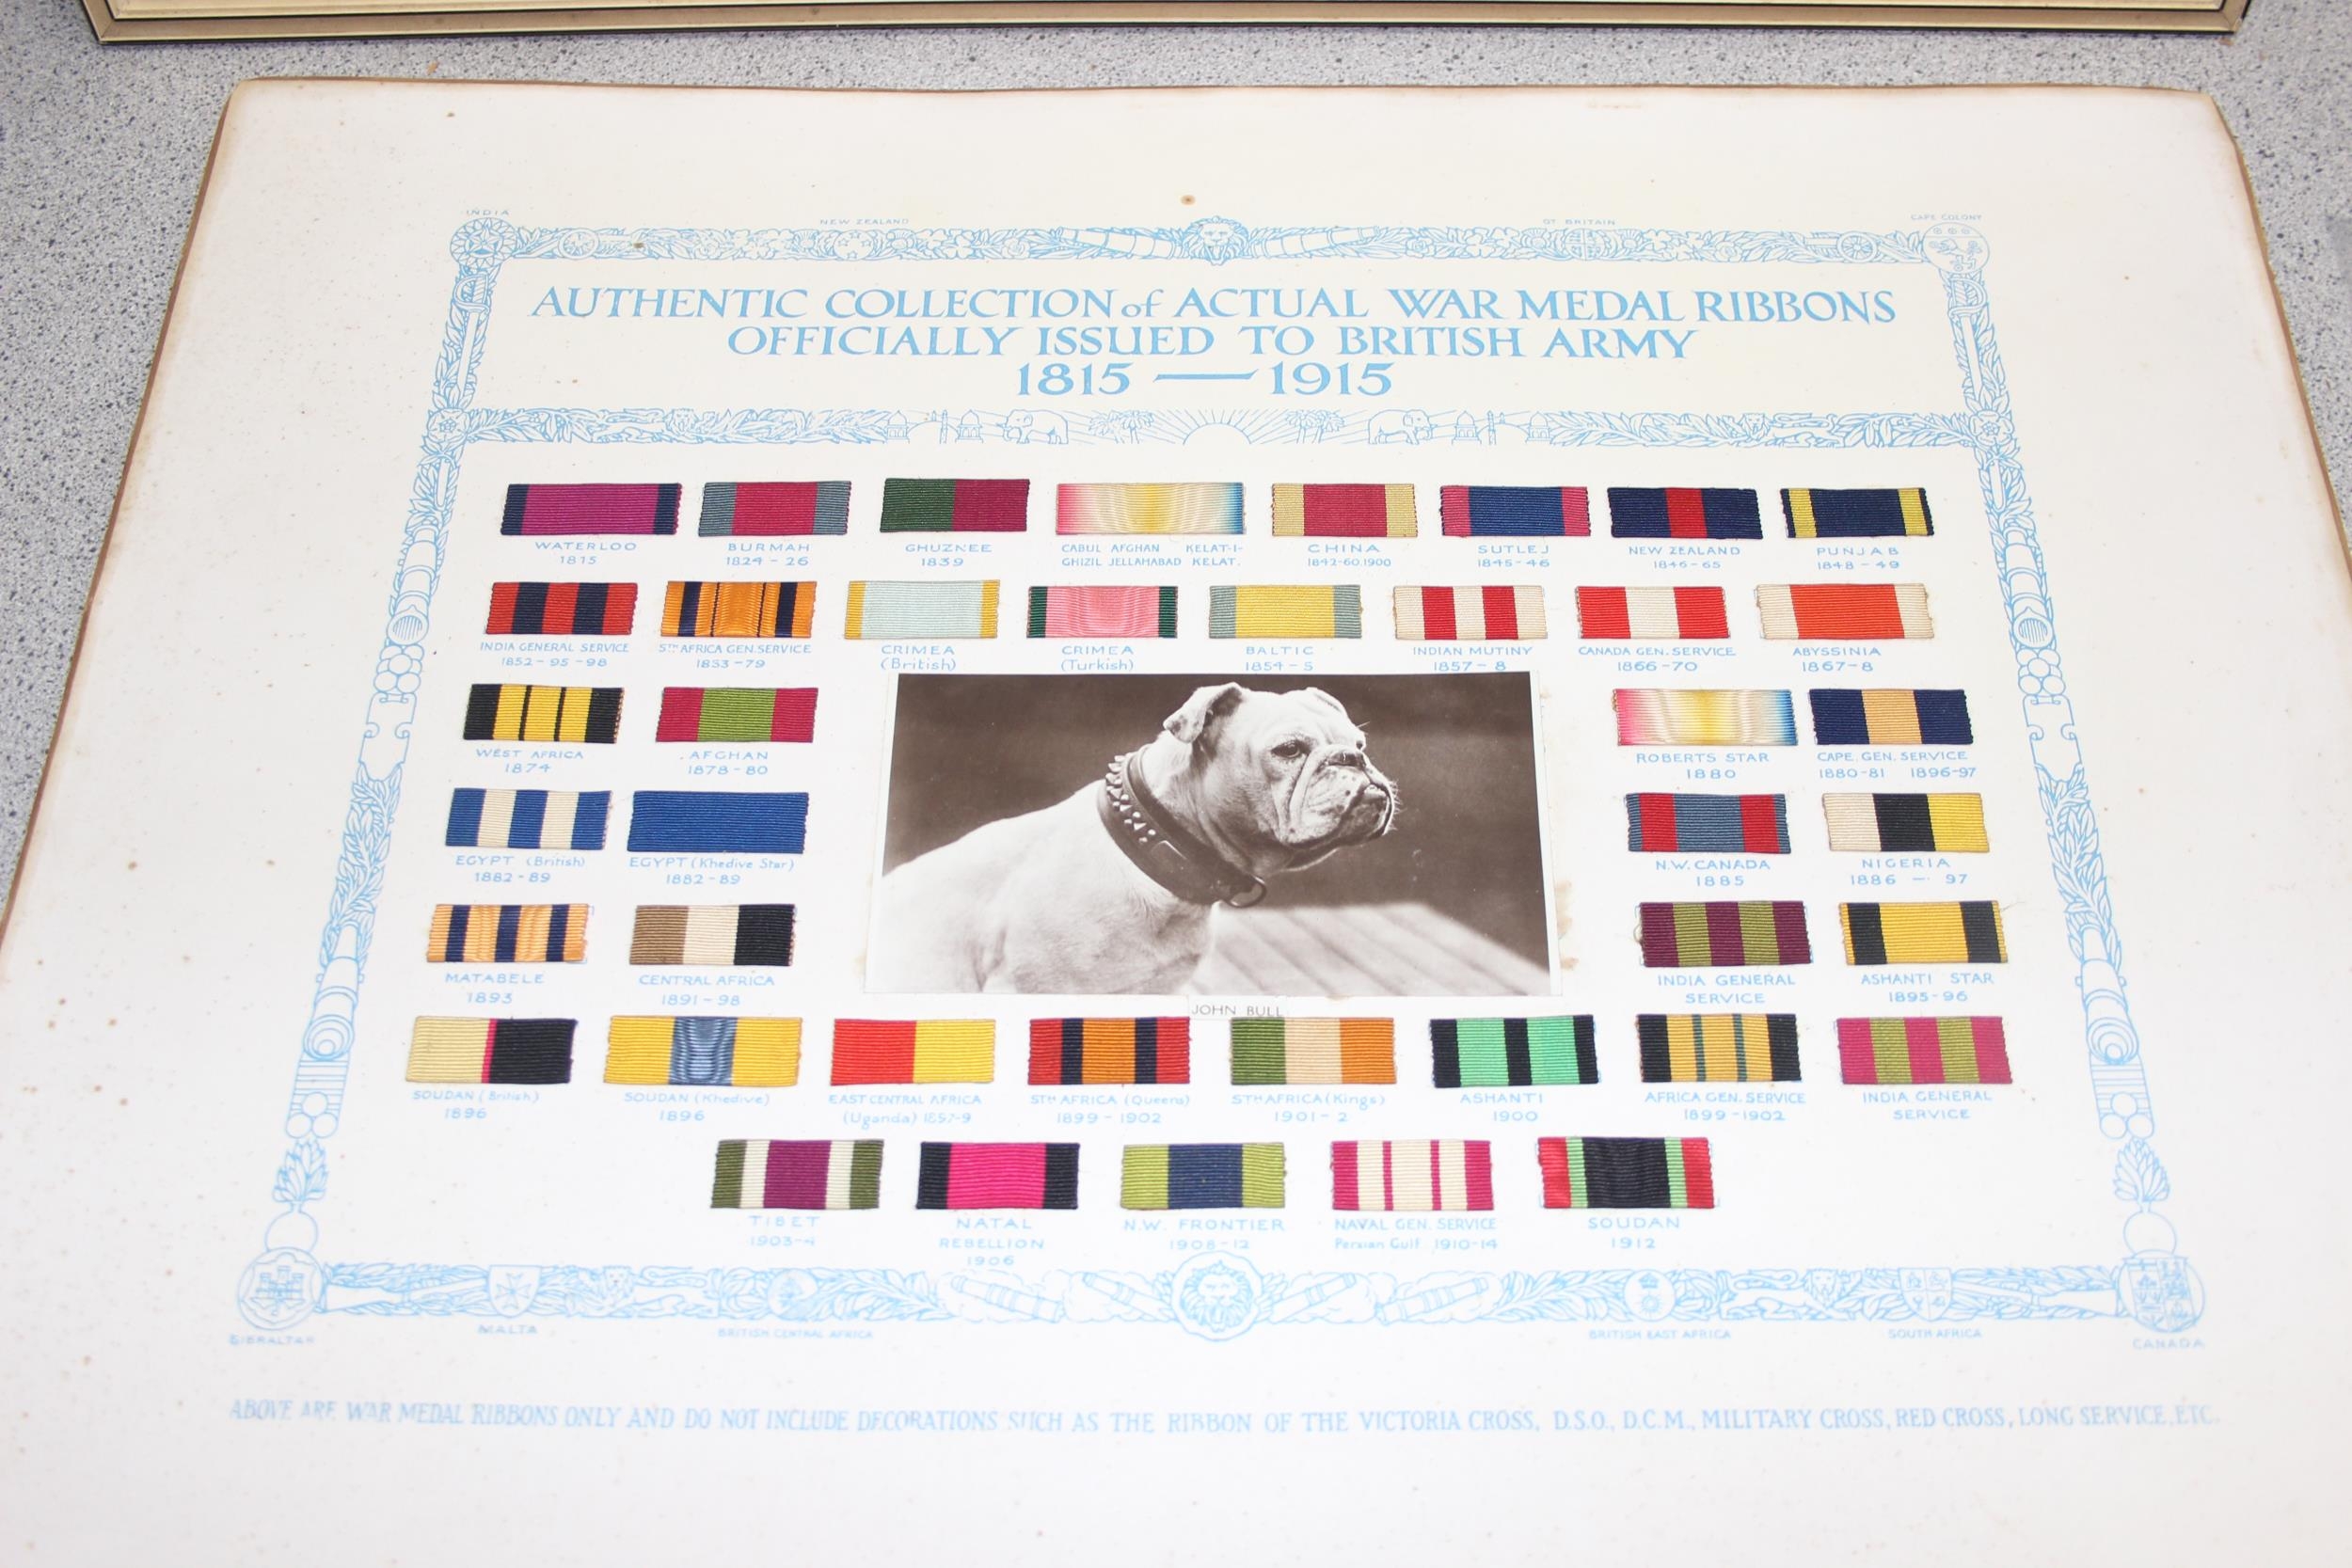 INDIA
NEW ZEALAND
GT BRITAIN
CAPE COLONY
AUTHENTIC COLLECTION of ACTUAL WAR MEDAL RIBBONS
OFFICIALLY ISSUED TO BRITISH ARMY
1815 — 1915
WATERLOO
1815
BURMAH
1824 - 26
GHUZNEE
1839
CABUL AFGHAN KELAT-I-
GHIZIL JELLAHABAD KELAT.
CHINA
1842-60.1900
SUTLEJ
1845-46
NEW ZEALAND
1846-65
PUNJAB
1848-49
INDIA GENERAL SERVICE
1852-95-98
STH AFRICA GEN. SERVICE
1853-79
CRIMEA
(British)
CRIMEA
(Turkish)
BALTIC
1854-5
INDIAN MUTINY
1857-8
CANADA GEN. SERVICE
1866-70
ABYSSINIA
1867-8
WEST AFRICA
1874
AFGHAN
1878-80
ROBERTS STAR
1880
CAPE. GEN. SERVICE
1880-81 1896-97
EGYPT (British)
1882-89
EGYPT (Khedive Star)
1882-89
N.W. CANADA
1885
NIGERIA
1886 - 97
MATABELE
1893
CENTRAL AFRICA
1891-98
INDIA GENERAL
SERVICE
ASHANTI STAR
1895-96
JOHN BULL
SOUDAN (British)
1896
SOUDAN (Khedive)
1896
EAST CENTRAL AFRICA
(Uganda) 1897-9
STH AFRICA (Queens)
1899-1902
STH AFRICA (Kings)
1901-2
ASHANTI
1900
AFRICA GEN. SERVICE
1899-1902
INDIA GENERAL
SERVICE
TIBET
1903-4
NATAL
REBELLION
1906
N.W. FRONTIER
1908-12
NAVAL GEN. SERVICE
Persian Gulf 1910-14
SOUDAN
1912
GIBRALTAR
MALTA
BRITISH CENTRAL AFRICA
BRITISH EAST AFRICA
SOUTH AFRICA
CANADA
ABOVE ARE WAR MEDAL RIBBONS ONLY AND DO NOT INCLUDE DECORATIONS SUCH AS THE RIBBON OF THE VICTORIA CROSS, D.S.O., D.C.M., MILITARY CROSS, RED CROSS, LONG SERVICE, ETC.